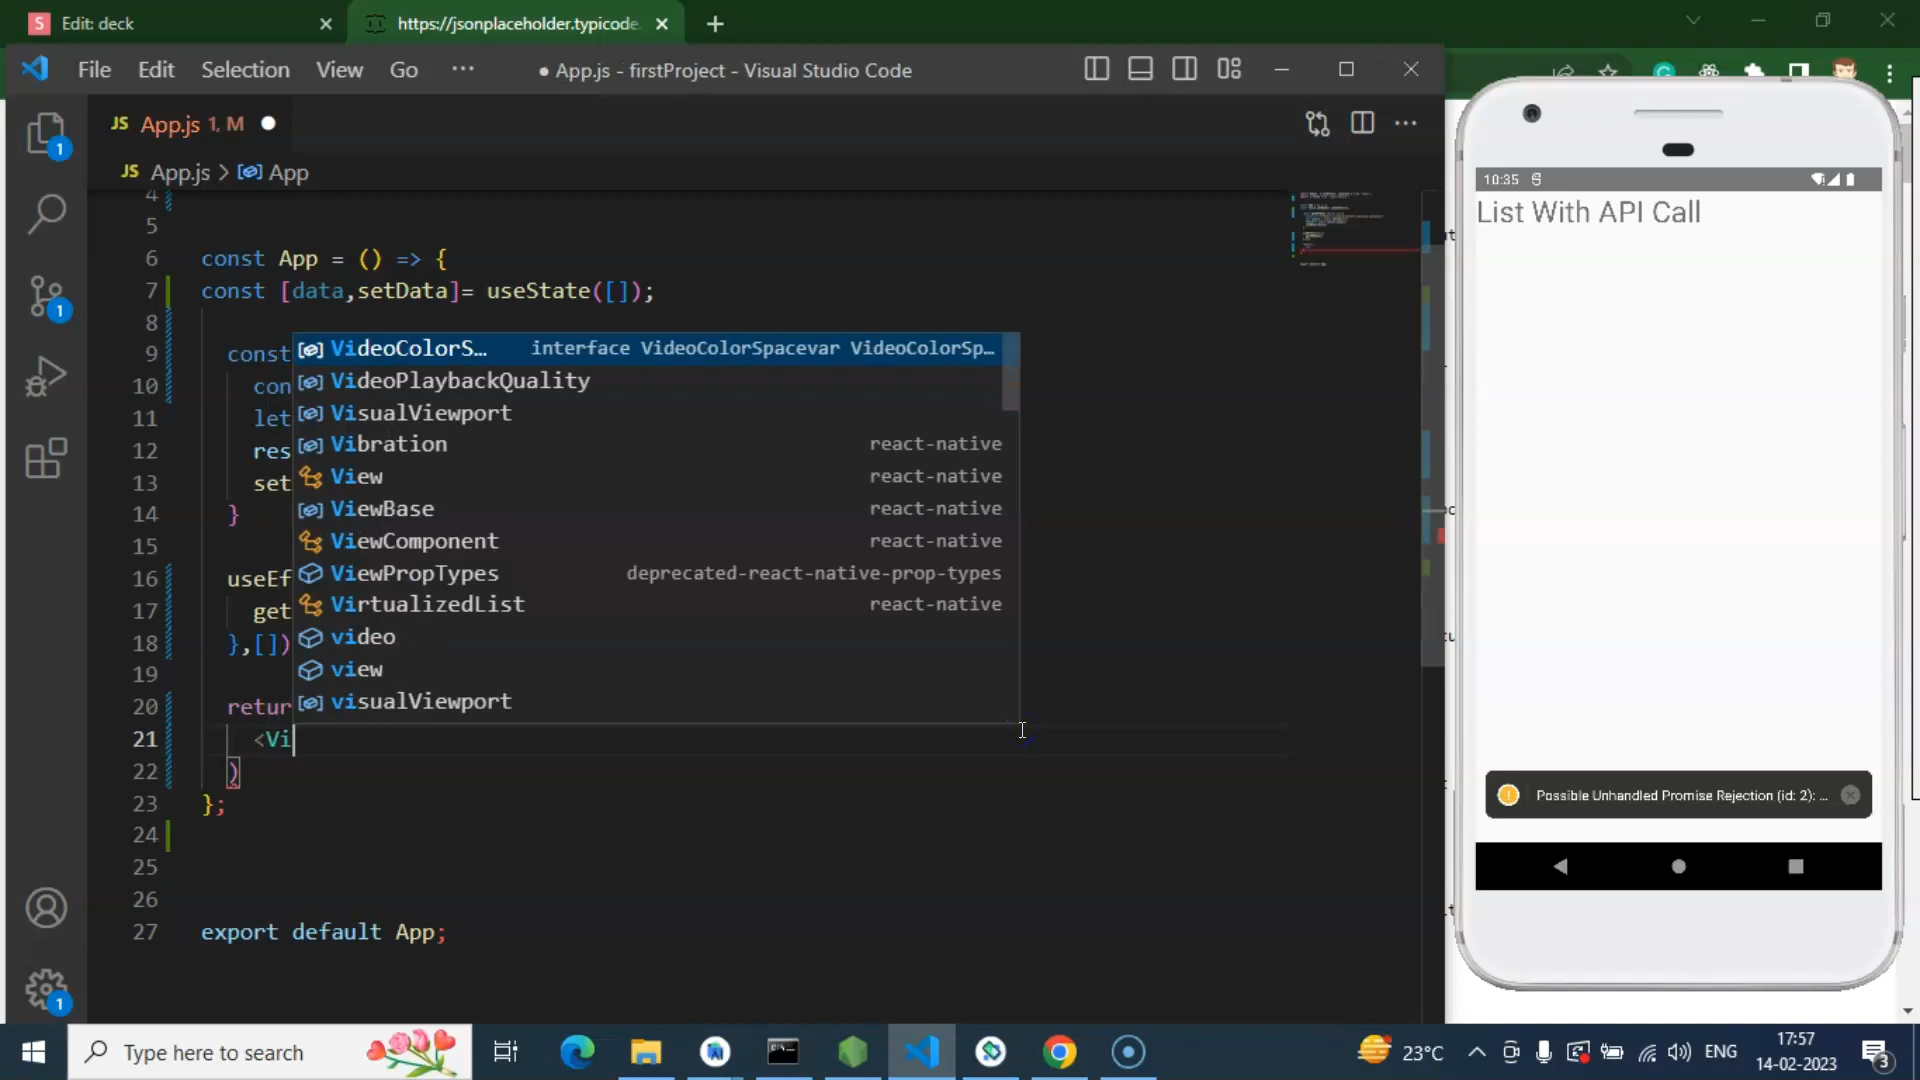 Edit: deck
https://jsonplaceholder.typicode.
File Edit Selection View Go ··· ● App.js - firstProject - Visual Studio Code
JS App.js 1, M
JS App.js > App
4
5
6 const App = () => {
7 const [data,setData]= useState([]);
8
9 const
10 con
11 let
12 res
13 set
14 }
15
16 useEf
17 get
18 },[])
19
20 retur
21 <Vi
22 )
23 };
24
25
26
27 export default App;
VideoColorS… interface VideoColorSpacevar VideoColorSp…
VideoPlaybackQuality
VisualViewport
Vibration react-native
View react-native
ViewBase react-native
ViewComponent react-native
ViewPropTypes deprecated-react-native-prop-types
VirtualizedList react-native
video
view
visualViewport
1
1
1
10:35
List With API Call
Possible Unhandled Promise Rejection (id: 2): ...
Type here to search
23°C
ENG
17:57
14-02-2023
3